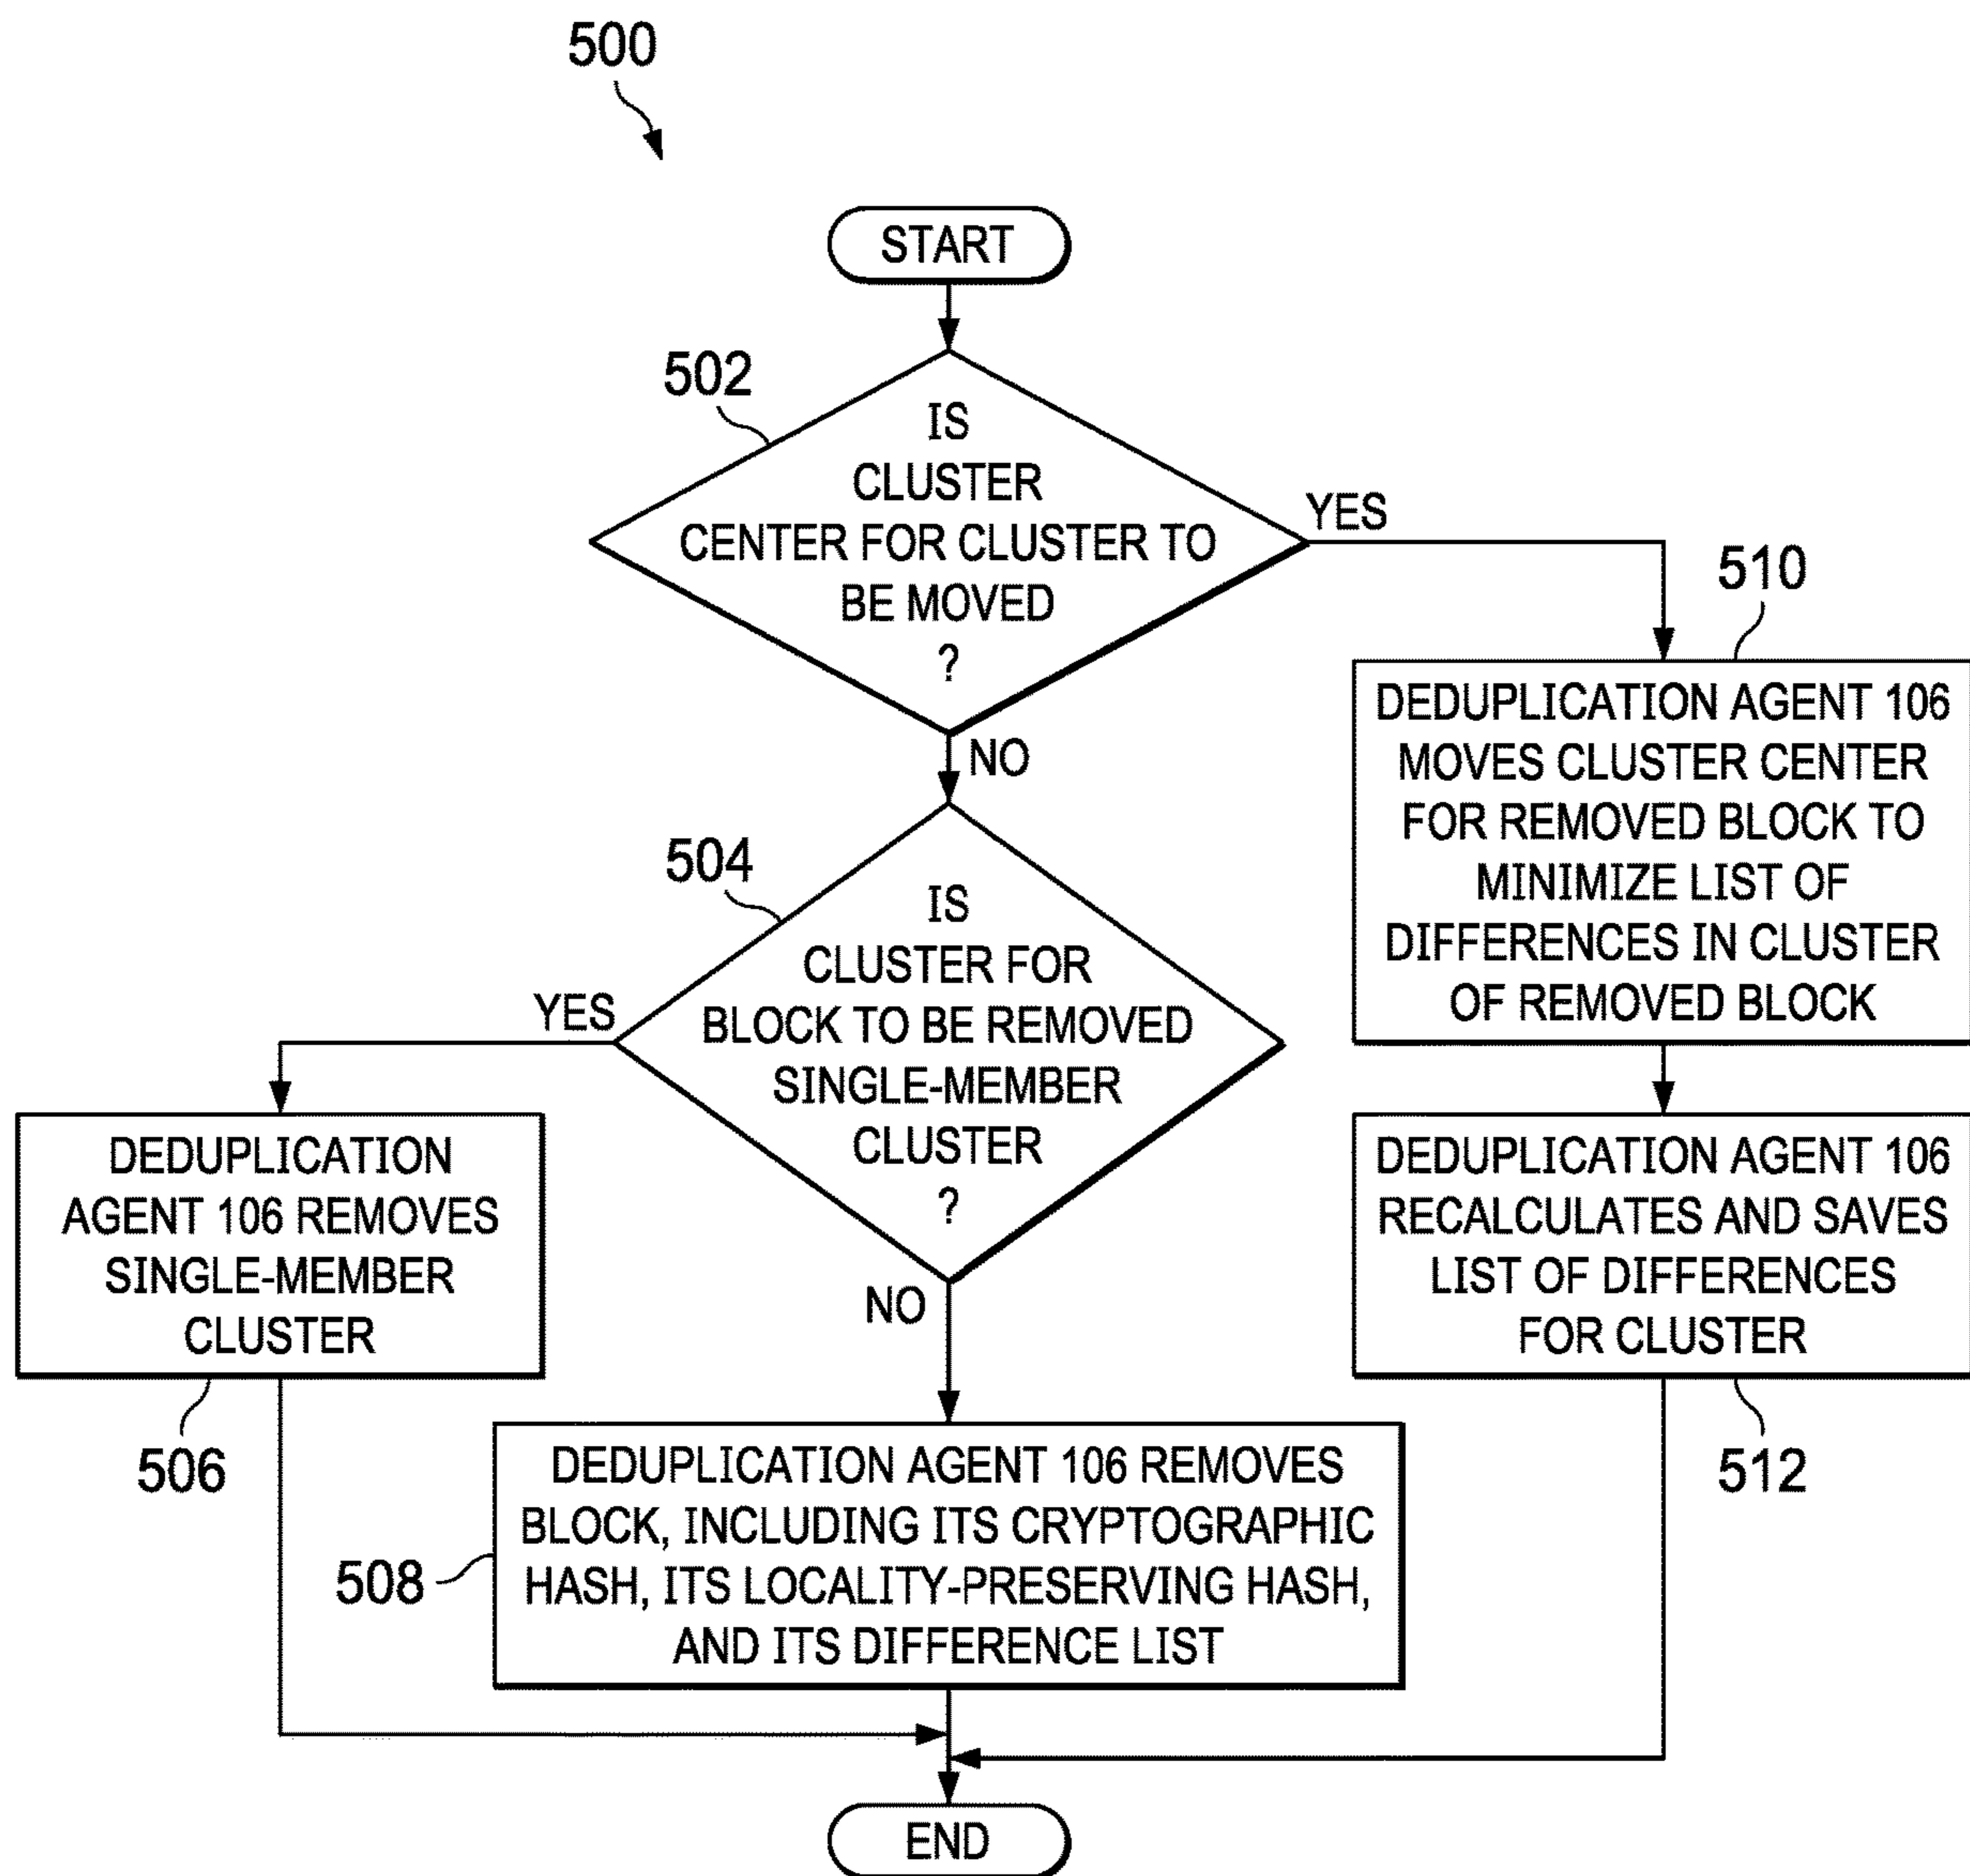 500
START
502
IS
CLUSTER
CENTER FOR CLUSTER TO
BE MOVED
?
YES
NO
510
DEDUPLICATION AGENT 106
MOVES CLUSTER CENTER
FOR REMOVED BLOCK TO
MINIMIZE LIST OF
DIFFERENCES IN CLUSTER
OF REMOVED BLOCK
504
IS
CLUSTER FOR
BLOCK TO BE REMOVED
SINGLE-MEMBER
CLUSTER
?
YES
NO
DEDUPLICATION
AGENT 106 REMOVES
SINGLE-MEMBER
CLUSTER
506
DEDUPLICATION AGENT 106
RECALCULATES AND SAVES
LIST OF DIFFERENCES
FOR CLUSTER
512
DEDUPLICATION AGENT 106 REMOVES
BLOCK, INCLUDING ITS CRYPTOGRAPHIC
HASH, ITS LOCALITY-PRESERVING HASH,
AND ITS DIFFERENCE LIST
508
END